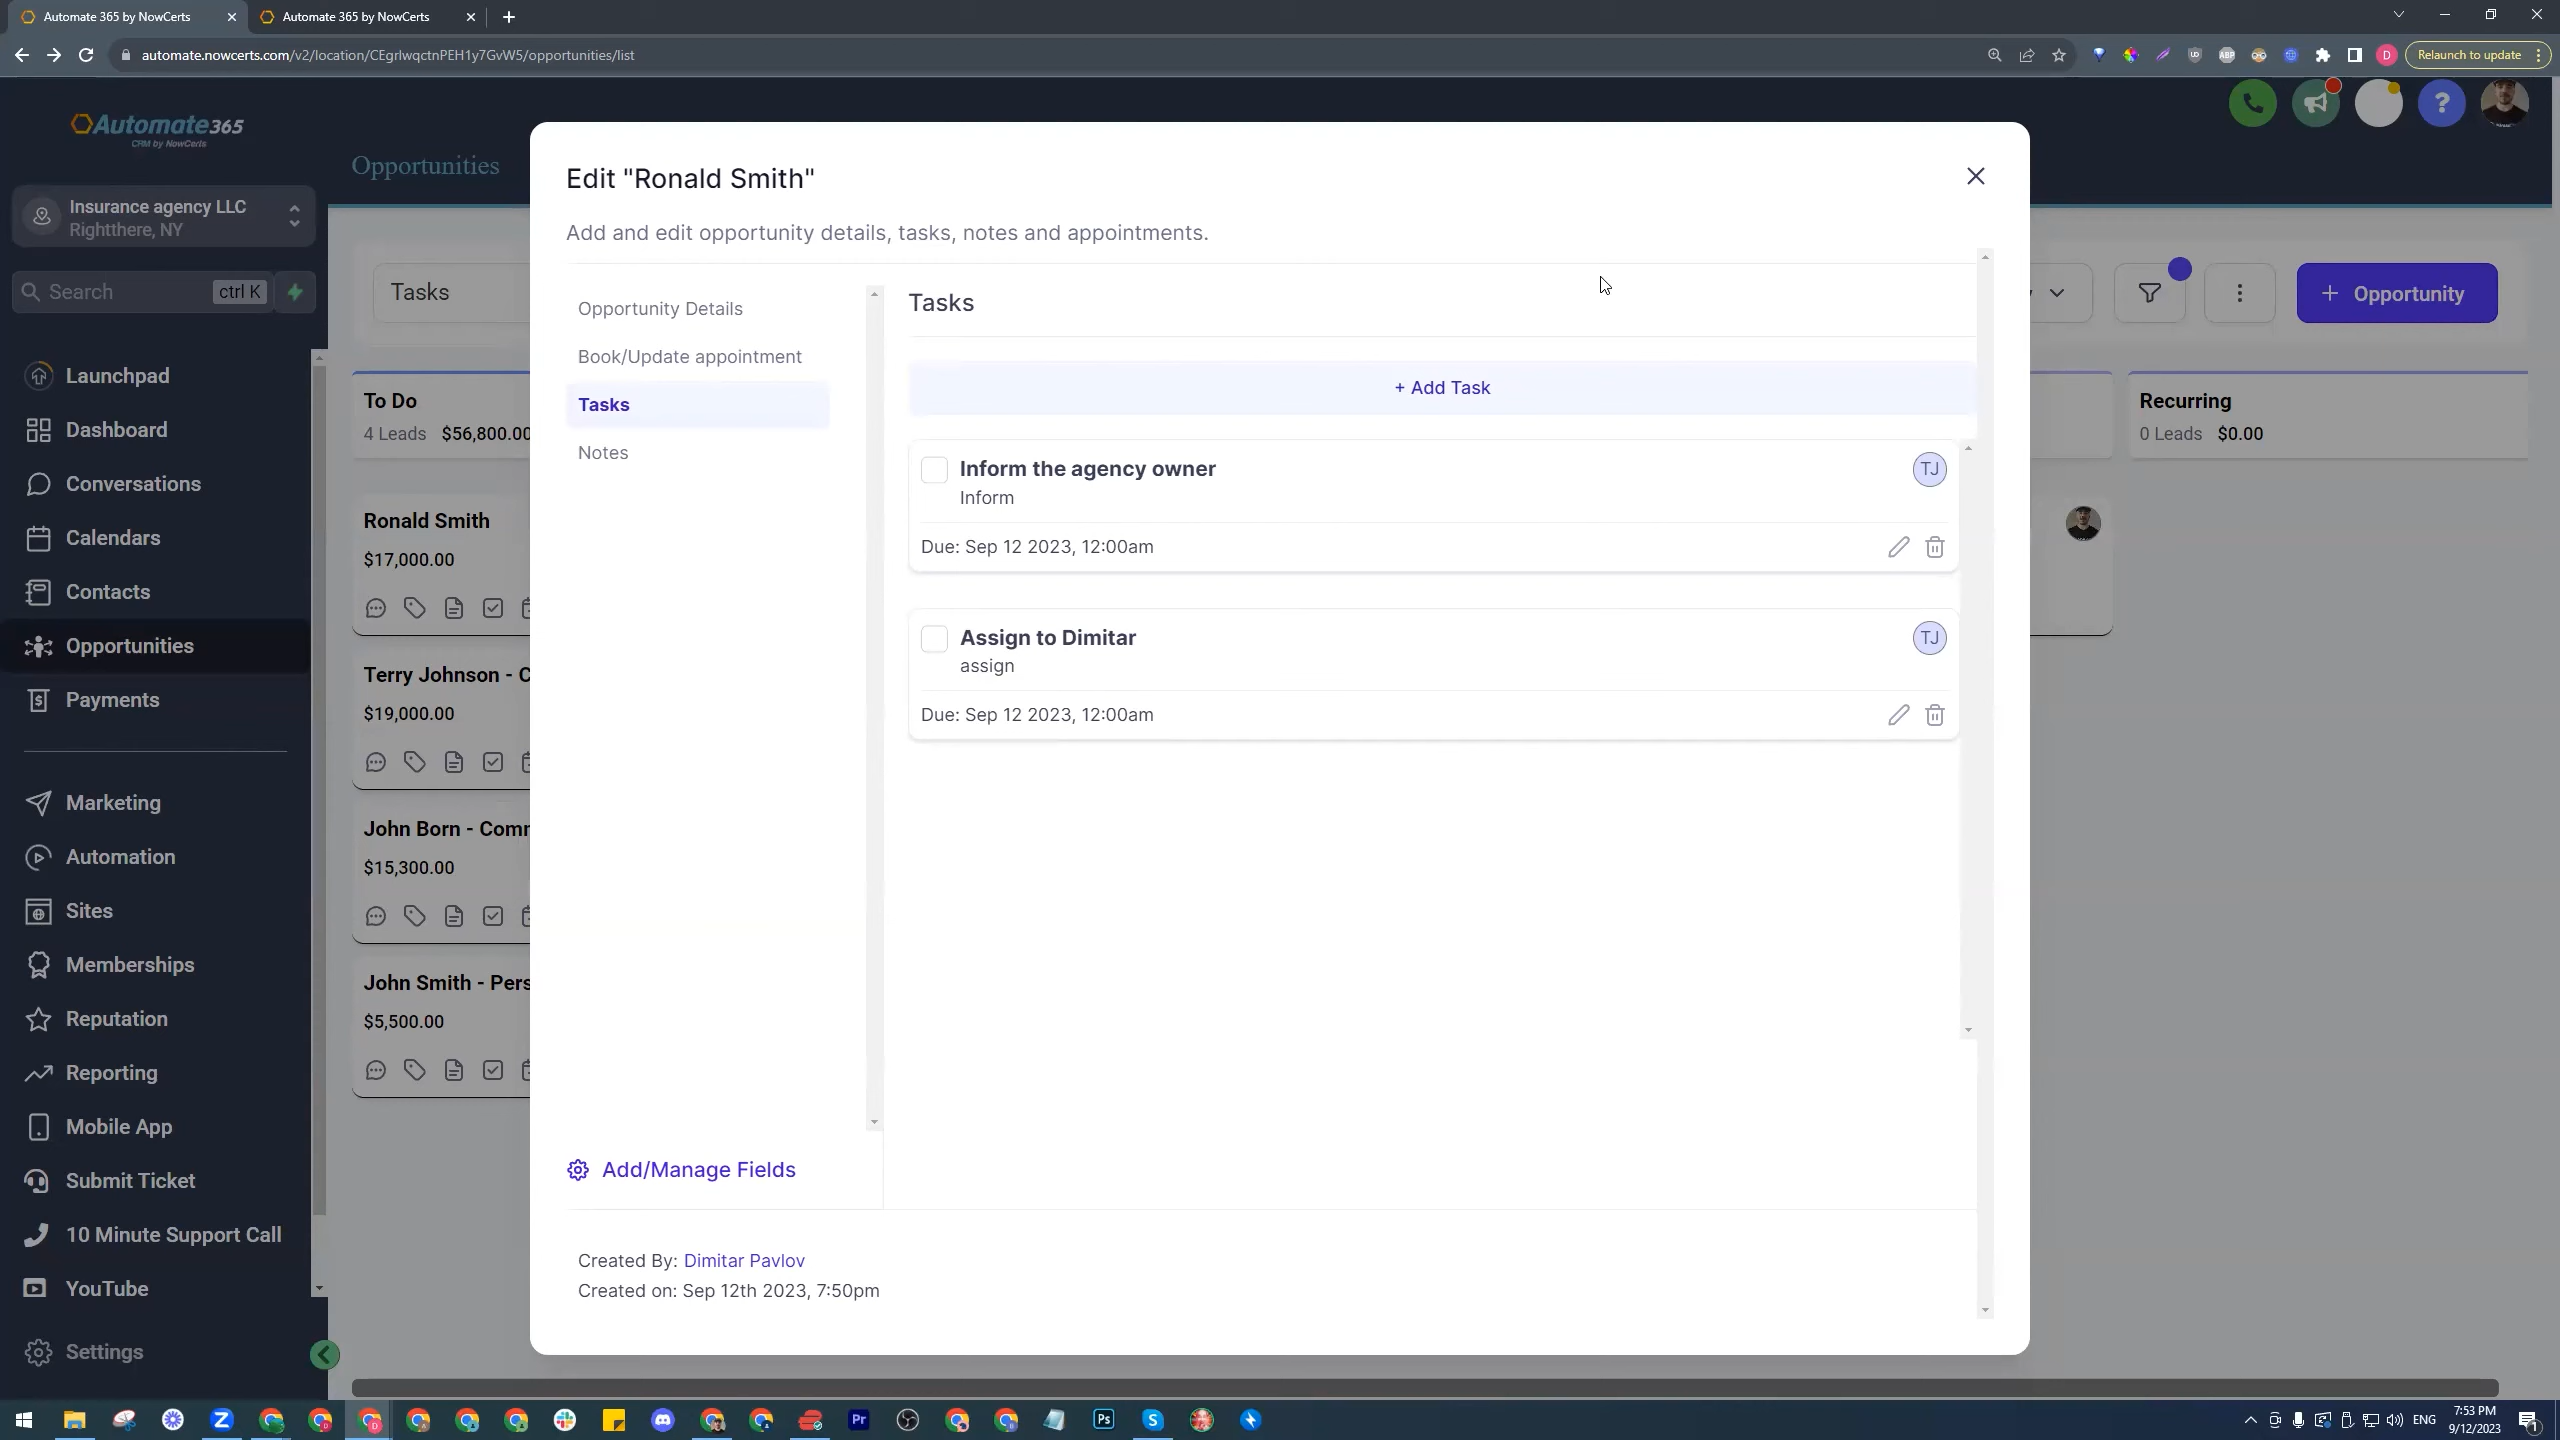 Automate 365 by NowCerts
Automate 365 by NowCerts
automate.nowcerts.com/v2/location/CEgrlwqctnPEH1y7GvW5/opportunities/list
ABP
D
Relaunch to update
Automate365
CRM by NowCerts
Opportunities
?
Insurance agency LLC
Rightthere, NY
Search
ctrl K
Launchpad
Dashboard
Conversations
Calendars
Contacts
Opportunities
Payments
Marketing
Automation
Sites
Memberships
Reputation
Reporting
Mobile App
Submit Ticket
10 Minute Support Call
YouTube
Settings
Tasks
+ Opportunity
To Do
4 Leads $56,800.00
Ronald Smith
$17,000.00
Terry Johnson - C
$19,000.00
John Born - Comm
$15,300.00
John Smith - Pers
$5,500.00
Recurring
0 Leads $0.00
Edit "Ronald Smith"
Add and edit opportunity details, tasks, notes and appointments.
Opportunity Details
Book/Update appointment
Tasks
Notes
Add/Manage Fields
Tasks
+ Add Task
Inform the agency owner
TJ
Inform
Due: Sep 12 2023, 12:00am
Assign to Dimitar
TJ
assign
Due: Sep 12 2023, 12:00am
Created By: Dimitar Pavlov
Created on: Sep 12th 2023, 7:50pm
Z
Pr
Ps
S
ENG
7:53 PM
9/12/2023
1